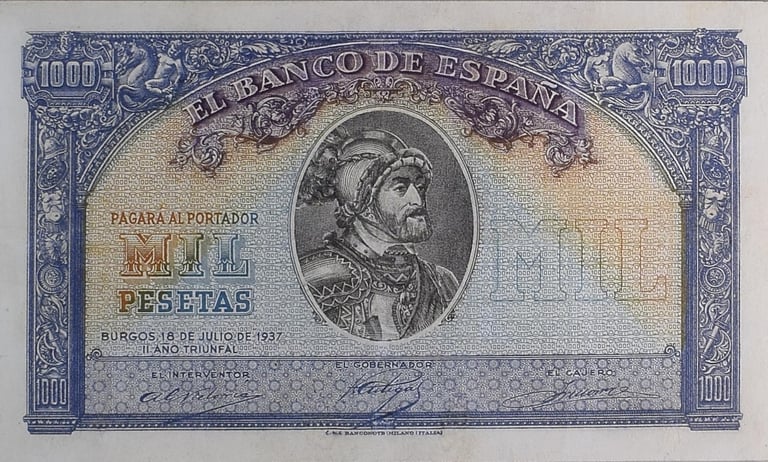 1000
EL BANCO DE ESPAÑA
1000
PAGARÁ AL PORTADOR
MIL
PESETAS
MIL
BURGOS, 18 DE JULIO DE 1937
II AÑO TRIUNFAL
EL INTERVENTOR
EL GOBERNADOR
EL CAJERO
1000
1000